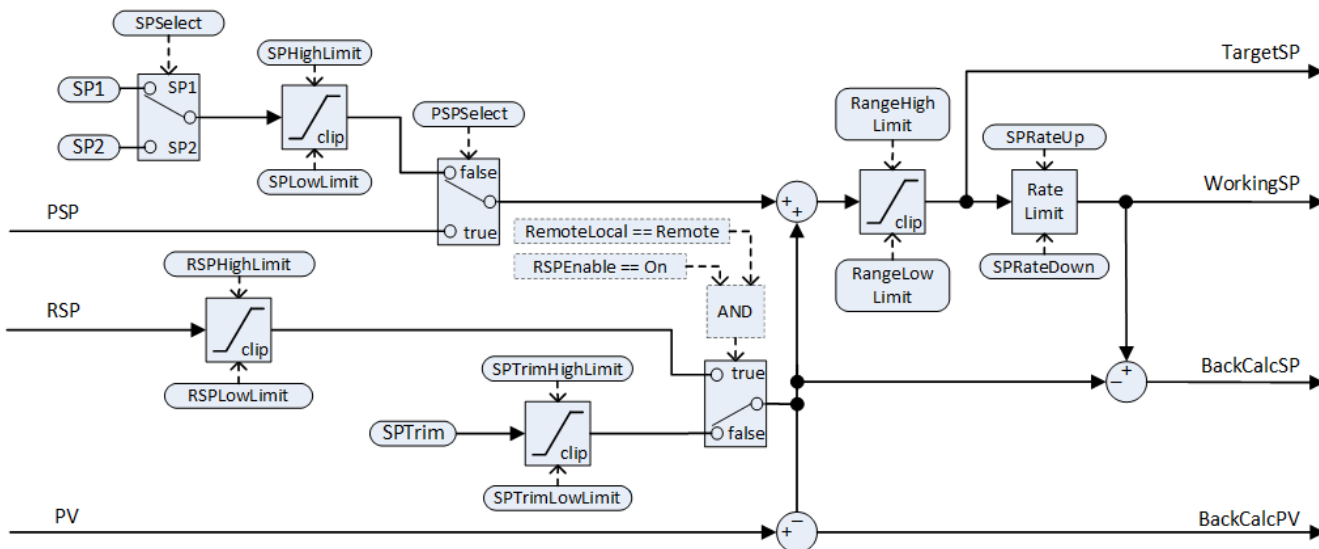 SPSelect
SPHighLimit
TargetSP
SP1
SP1
RangeHigh
Limit
PSPSelect
SPRateUp
clip
SP2
SP2
false
SPLowLimit
Rate
Limit
WorkingSP
clip
+
+
PSP
true
RemoteLocal == Remote
RSPEnable == On
RangeLow
Limit
SPRateDown
RSPHighLimit
RSP
AND
clip
SPTrimHighLimit
true
+
−
BackCalcSP
RSPLowLimit
SPTrim
false
clip
SPTrimLowLimit
PV
−
+
BackCalcPV